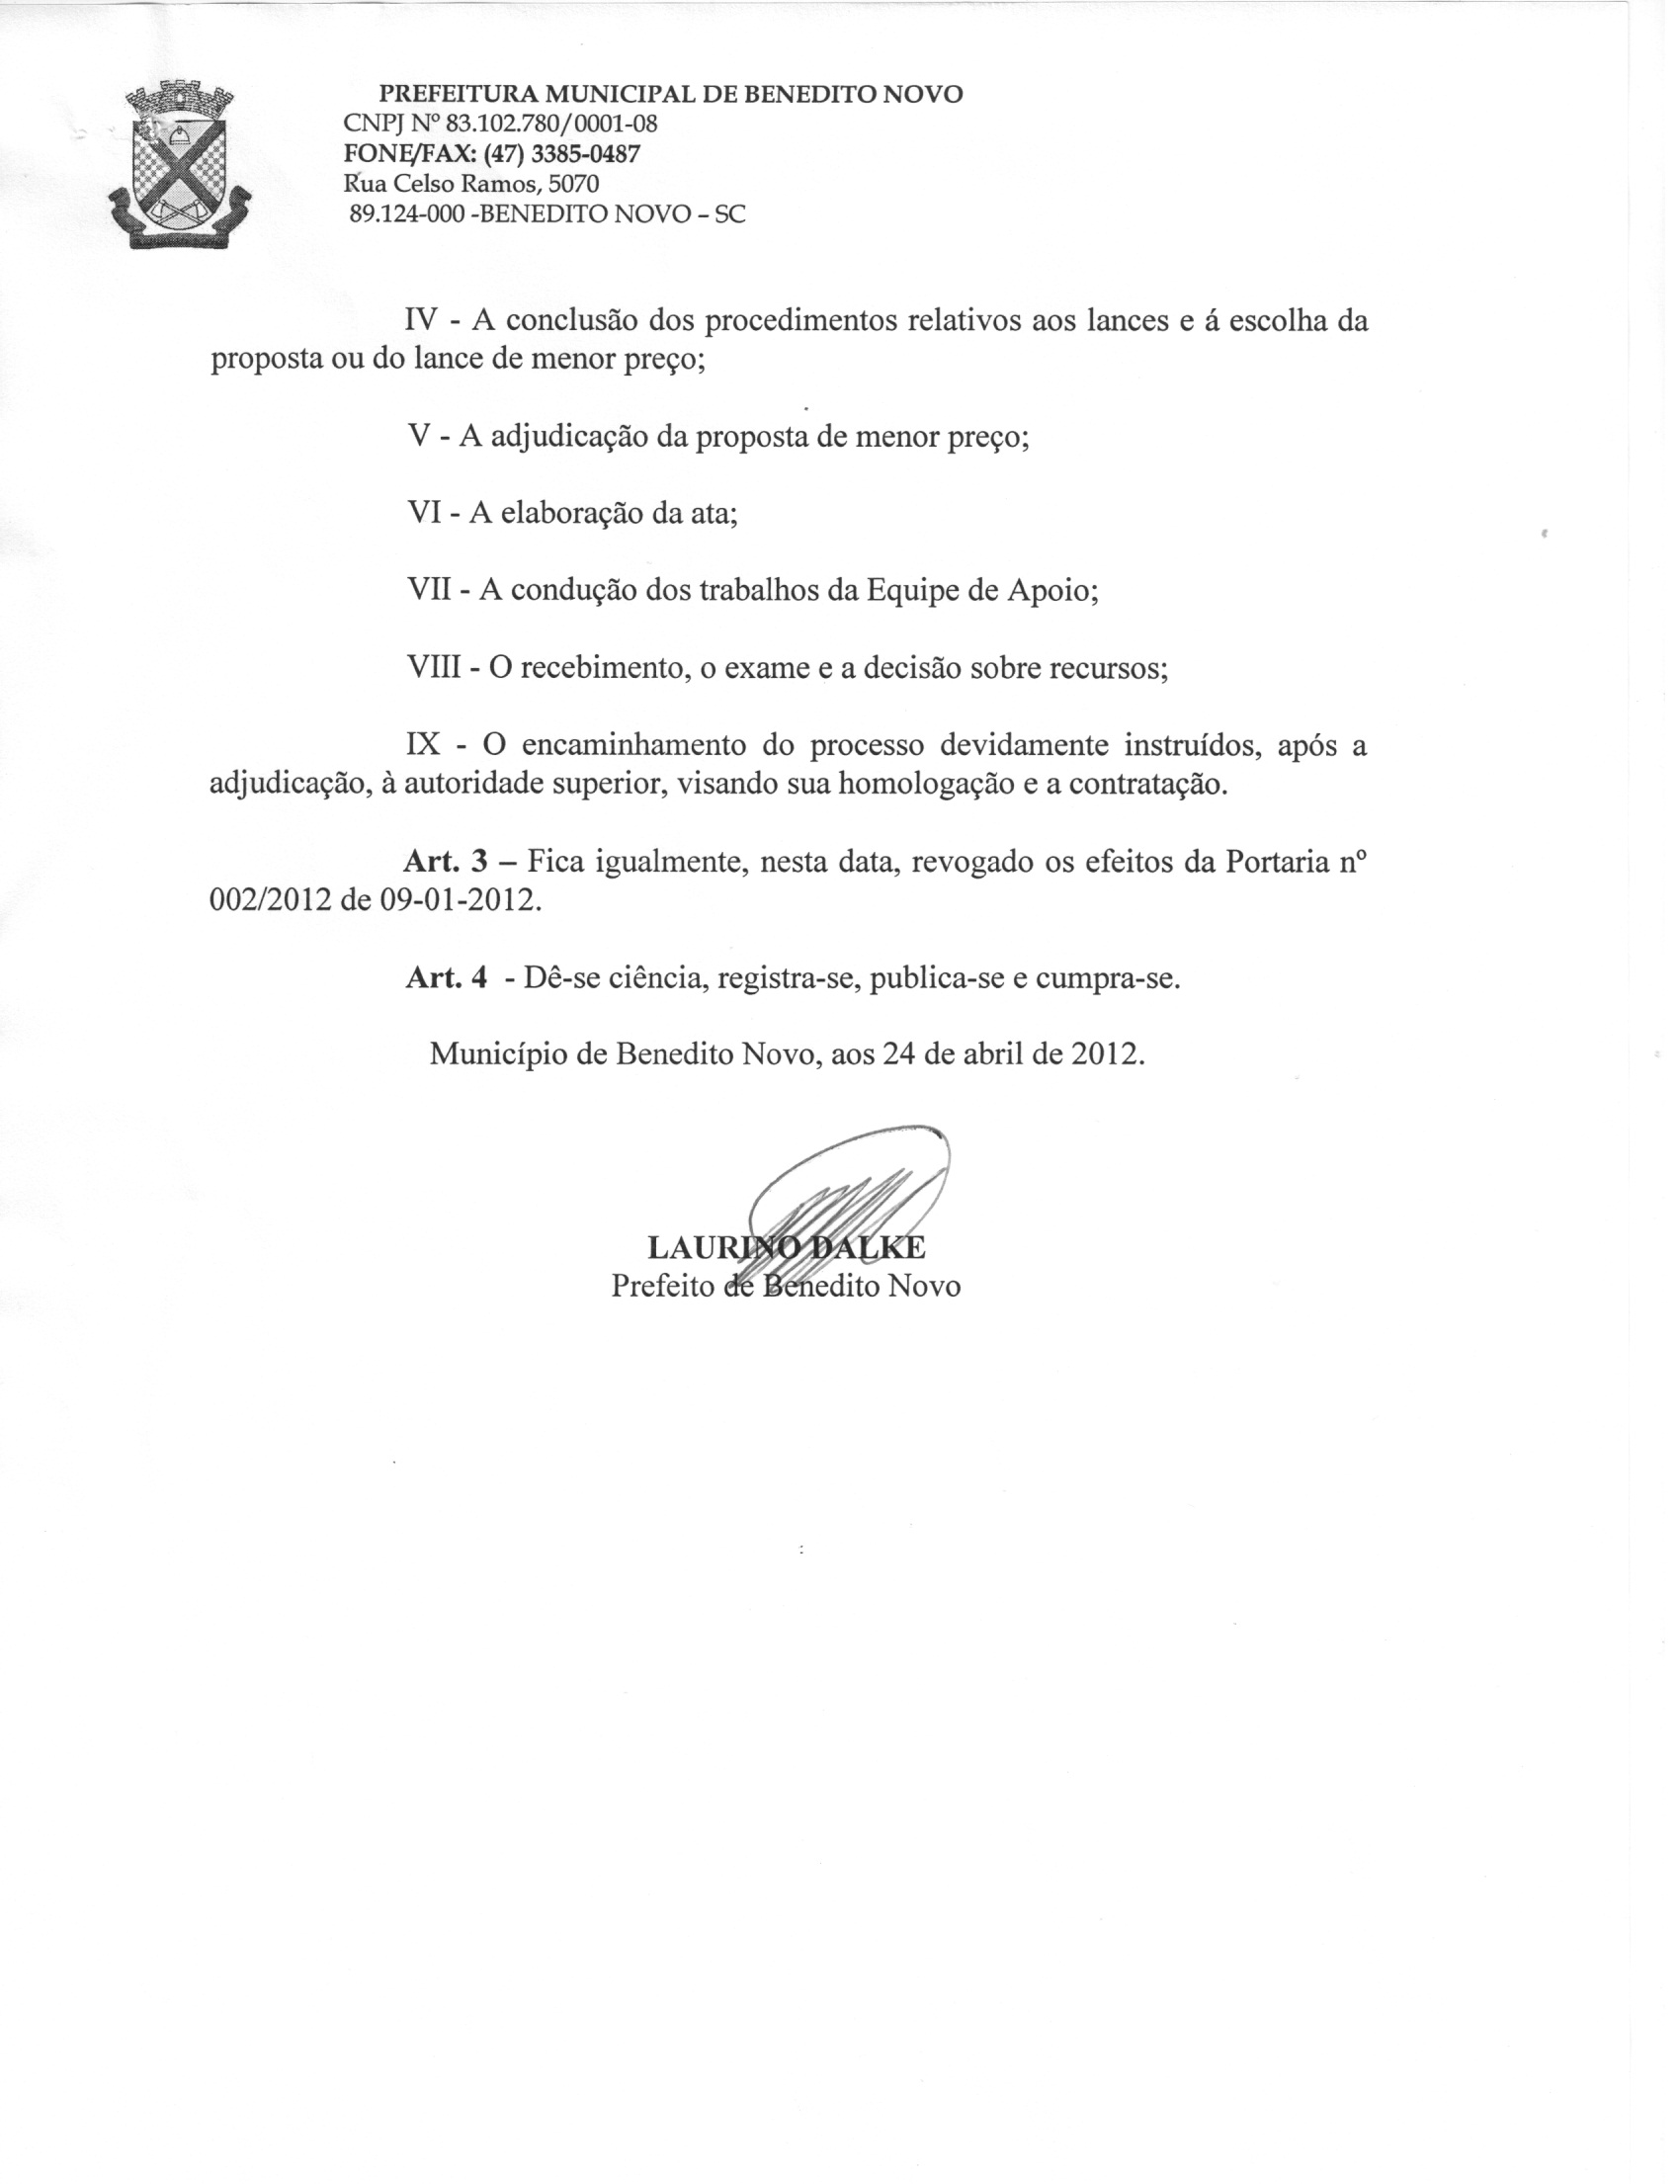 PREFEITURA MUNICIPAL DE BENEDITO NOVO
CNPJ Nº 83.102.780/0001-08
FONE/FAX: (47) 3385-0487
Rua Celso Ramos, 5070
89.124-000 -BENEDITO NOVO – SC
IV - A conclusão dos procedimentos relativos aos lances e á escolha da
proposta ou do lance de menor preço;
V - A adjudicação da proposta de menor preço;
VI - A elaboração da ata;
VII - A condução dos trabalhos da Equipe de Apoio;
VIII - O recebimento, o exame e a decisão sobre recursos;
IX - O encaminhamento do processo devidamente instruídos, após a
adjudicação, à autoridade superior, visando sua homologação e a contratação.
Art. 3 – Fica igualmente, nesta data, revogado os efeitos da Portaria nº
002/2012 de 09-01-2012.
Art. 4 - Dê-se ciência, registra-se, publica-se e cumpra-se.
Município de Benedito Novo, aos 24 de abril de 2012.
LAURINO DALKE
Prefeito de Benedito Novo